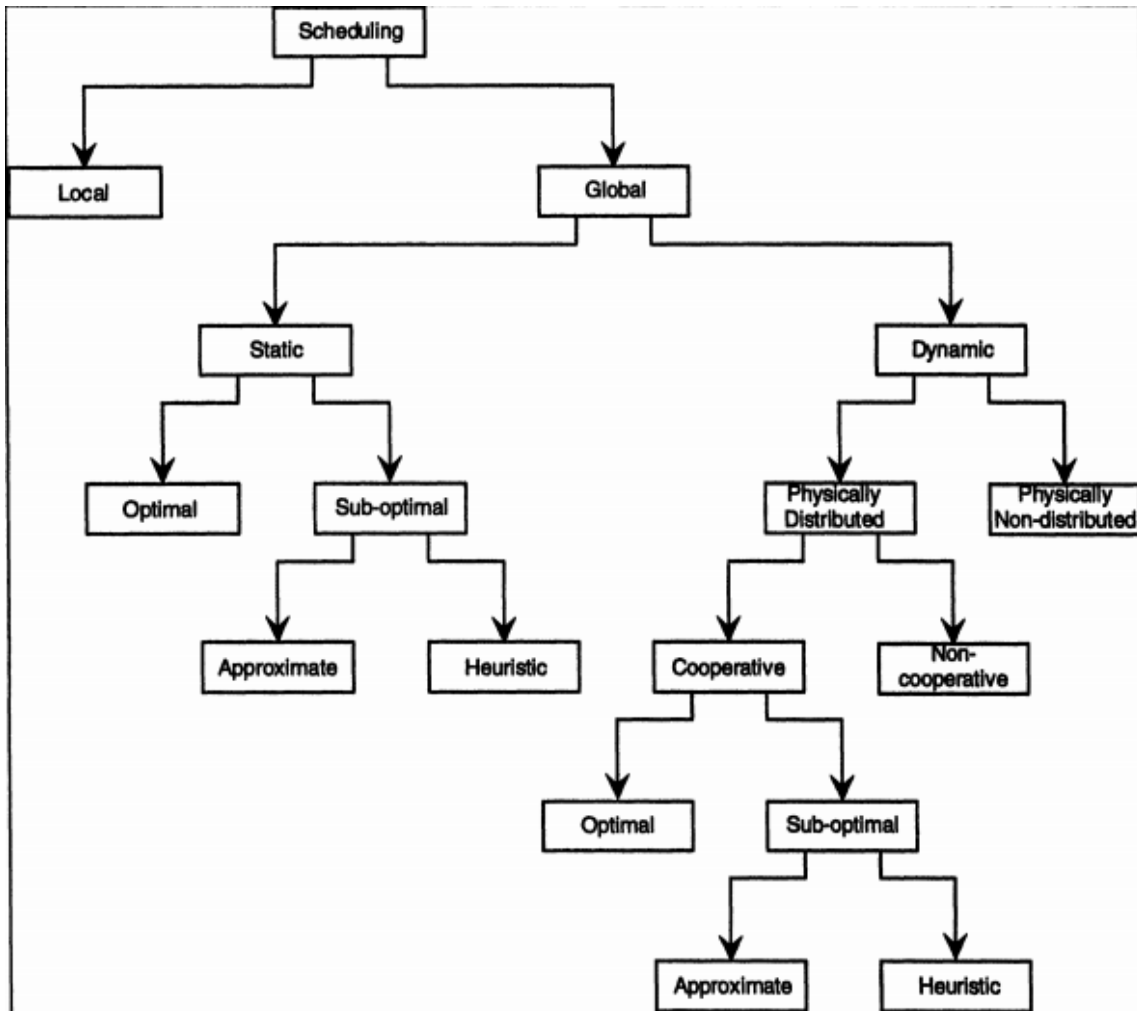 Scheduling
Local
Global
Static
Dynamic
Optimal
Sub-optimal
Physically
Distributed
Physically
Non-distributed
Approximate
Heuristic
Cooperative
Non-
cooperative
Optimal
Sub-optimal
Approximate
Heuristic